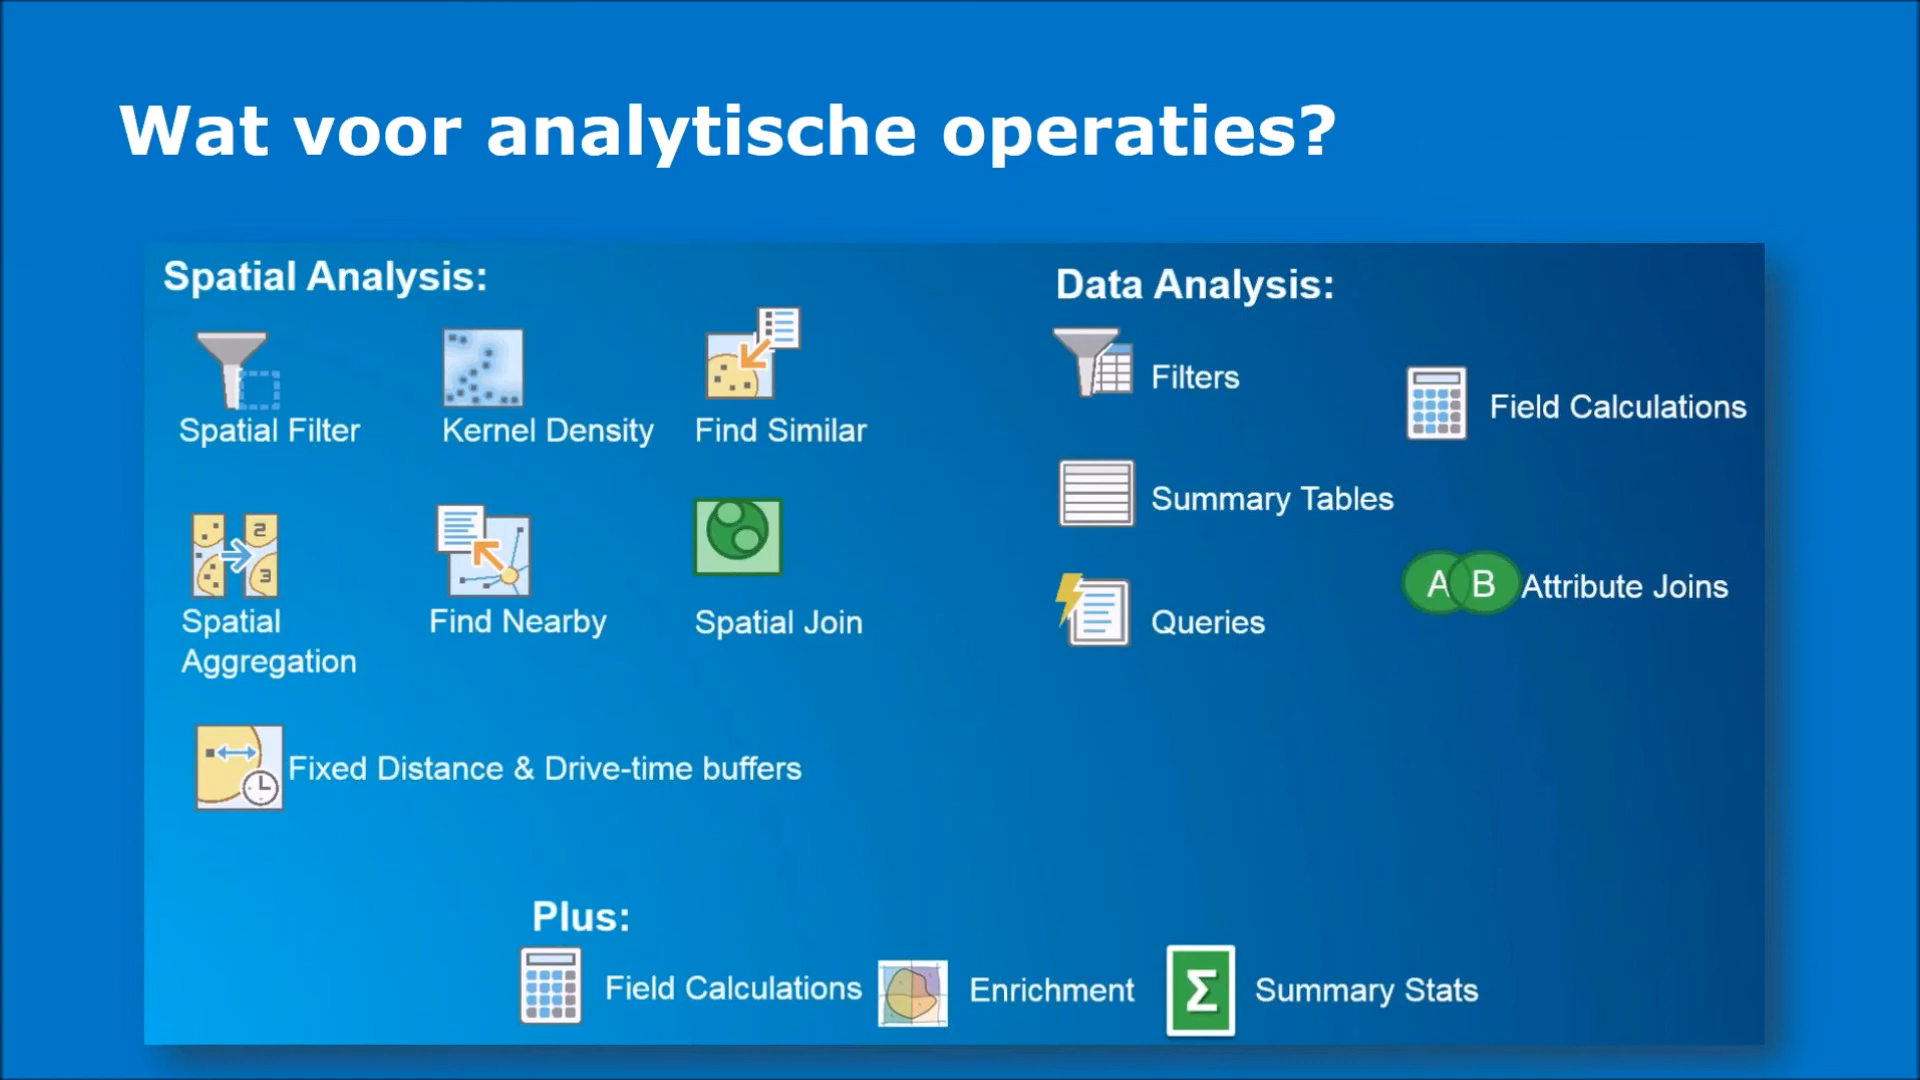 Wat voor analytische operaties?
Spatial Analysis:
Spatial Filter
Kernel Density
Find Similar
2
3
Spatial
Aggregation
Find Nearby
Spatial Join
Fixed Distance & Drive-time buffers
Data Analysis:
Filters
Field Calculations
Summary Tables
A B Attribute Joins
Queries
Plus:
Field Calculations
Enrichment
Σ Summary Stats